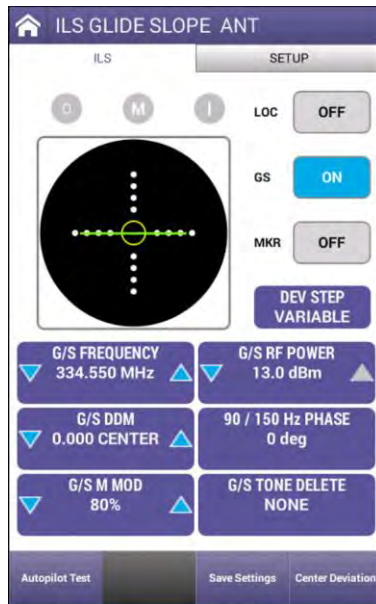 ILS GLIDE SLOPE ANT
ILS
SETUP
O
M
I
LOC
OFF
GS
ON
MKR
OFF
DEV STEP
VARIABLE
G/S FREQUENCY
334.550 MHz
G/S RF POWER
13.0 dBm
G/S DDM
0.000 CENTER
90 / 150 Hz PHASE
0 deg
G/S M MOD
80%
G/S TONE DELETE
NONE
Autopilot Test
Save Settings
Center Deviation